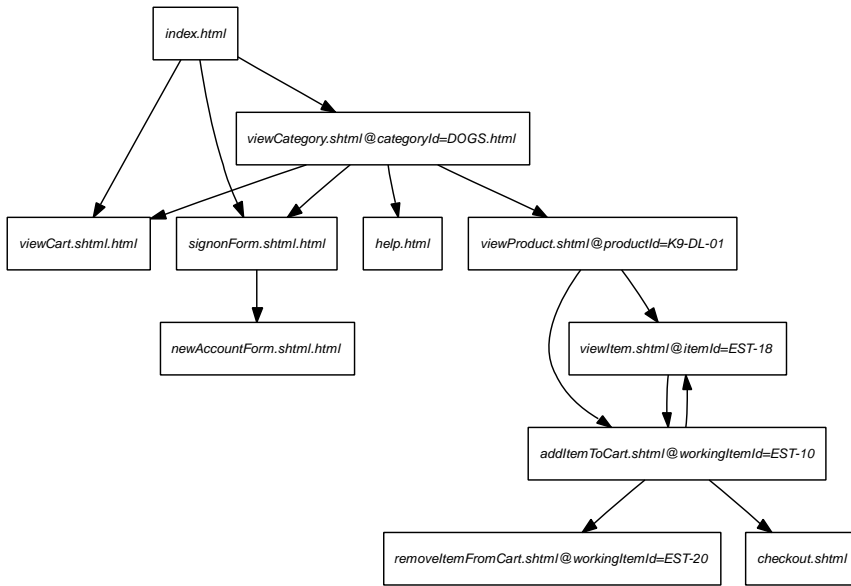 index.html
viewCategory.shtml@categoryId=DOGS.html
viewCart.shtml.html
signonForm.shtml.html
help.html
viewProduct.shtml@productId=K9-DL-01
newAccountForm.shtml.html
viewItem.shtml@itemId=EST-18
addItemToCart.shtml@workingItemId=EST-10
removeItemFromCart.shtml@workingItemId=EST-20
checkout.shtml